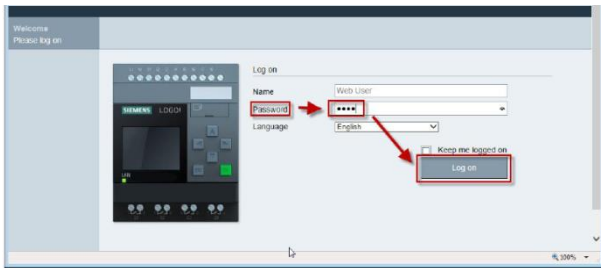 Welcome
Please log on
Log on
Name
Web User
Password
••••
Language
English
Keep me logged on
Log on
SIEMENS LOGO!
LAN
100%